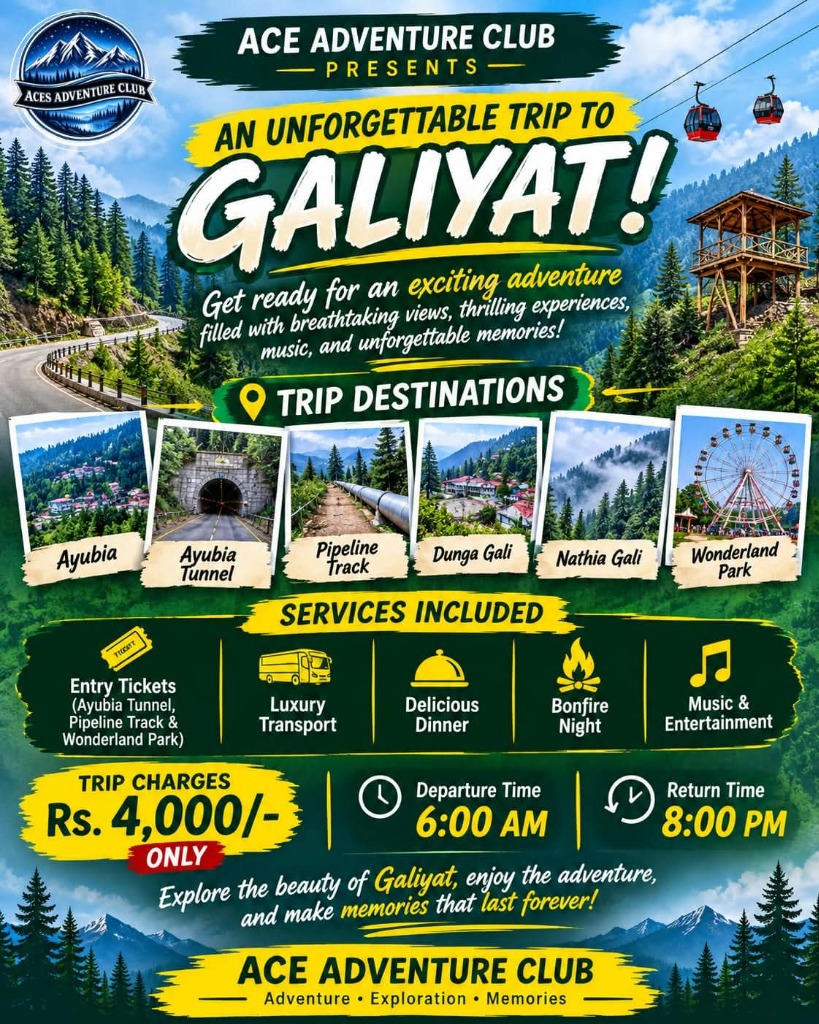 ACES ADVENTURE CLUB
ACE ADVENTURE CLUB
PRESENTS
AN UNFORGETTABLE TRIP TO
GALIYAT!
Get ready for an exciting adventure
filled with breathtaking views, thrilling experiences,
music, and unforgettable memories!
TRIP DESTINATIONS
Ayubia
Ayubia
Tunnel
Pipeline
Track
Dunga Gali
Nathia Gali
Wonderland
Park
SERVICES INCLUDED
Entry Tickets
(Ayubia Tunnel,
Pipeline Track &
Wonderland Park)
Luxury
Transport
Delicious
Dinner
Bonfire
Night
Music &
Entertainment
TRIP CHARGES
Rs. 4,000/-
ONLY
Departure Time
6:00 AM
Return Time
8:00 PM
Explore the beauty of Galiyat, enjoy the adventure,
and make memories that last forever!
ACE ADVENTURE CLUB
Adventure • Exploration • Memories